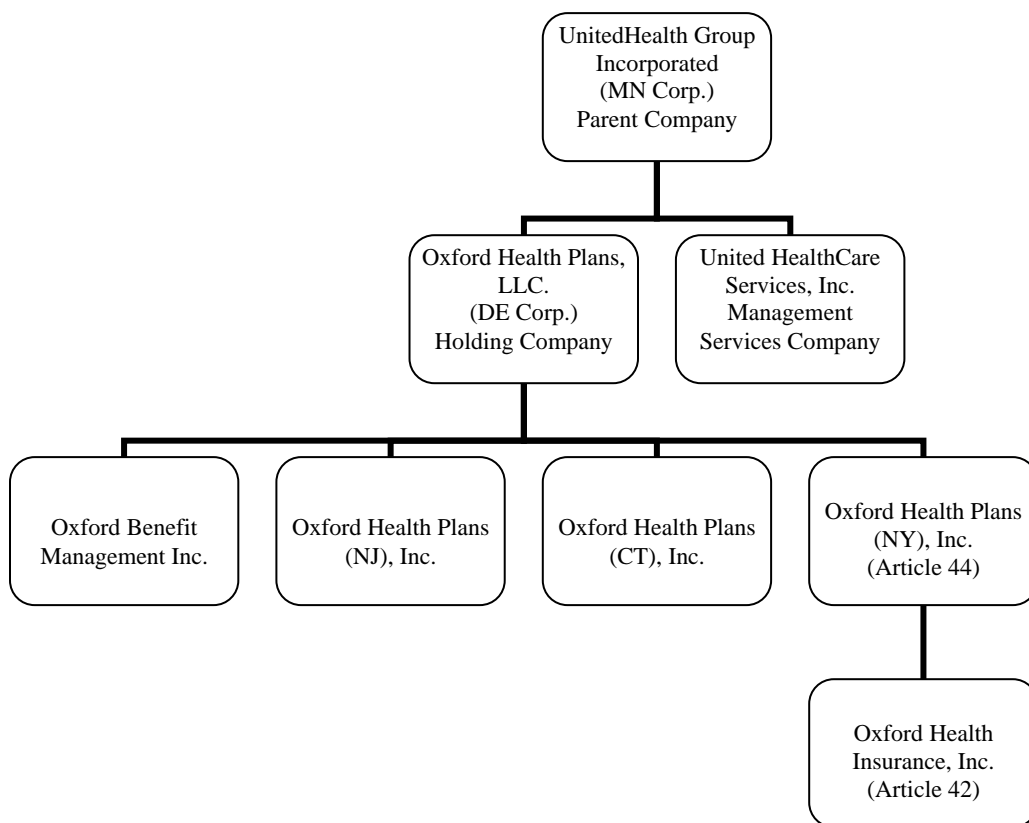 UnitedHealth Group
Incorporated
(MN Corp.)
Parent Company
Oxford Health Plans,
LLC.
(DE Corp.)
Holding Company
United HealthCare
Services, Inc.
Management
Services Company
Oxford Benefit
Management Inc.
Oxford Health Plans
(NJ), Inc.
Oxford Health Plans
(CT), Inc.
Oxford Health Plans
(NY), Inc.
(Article 44)
Oxford Health
Insurance, Inc.
(Article 42)